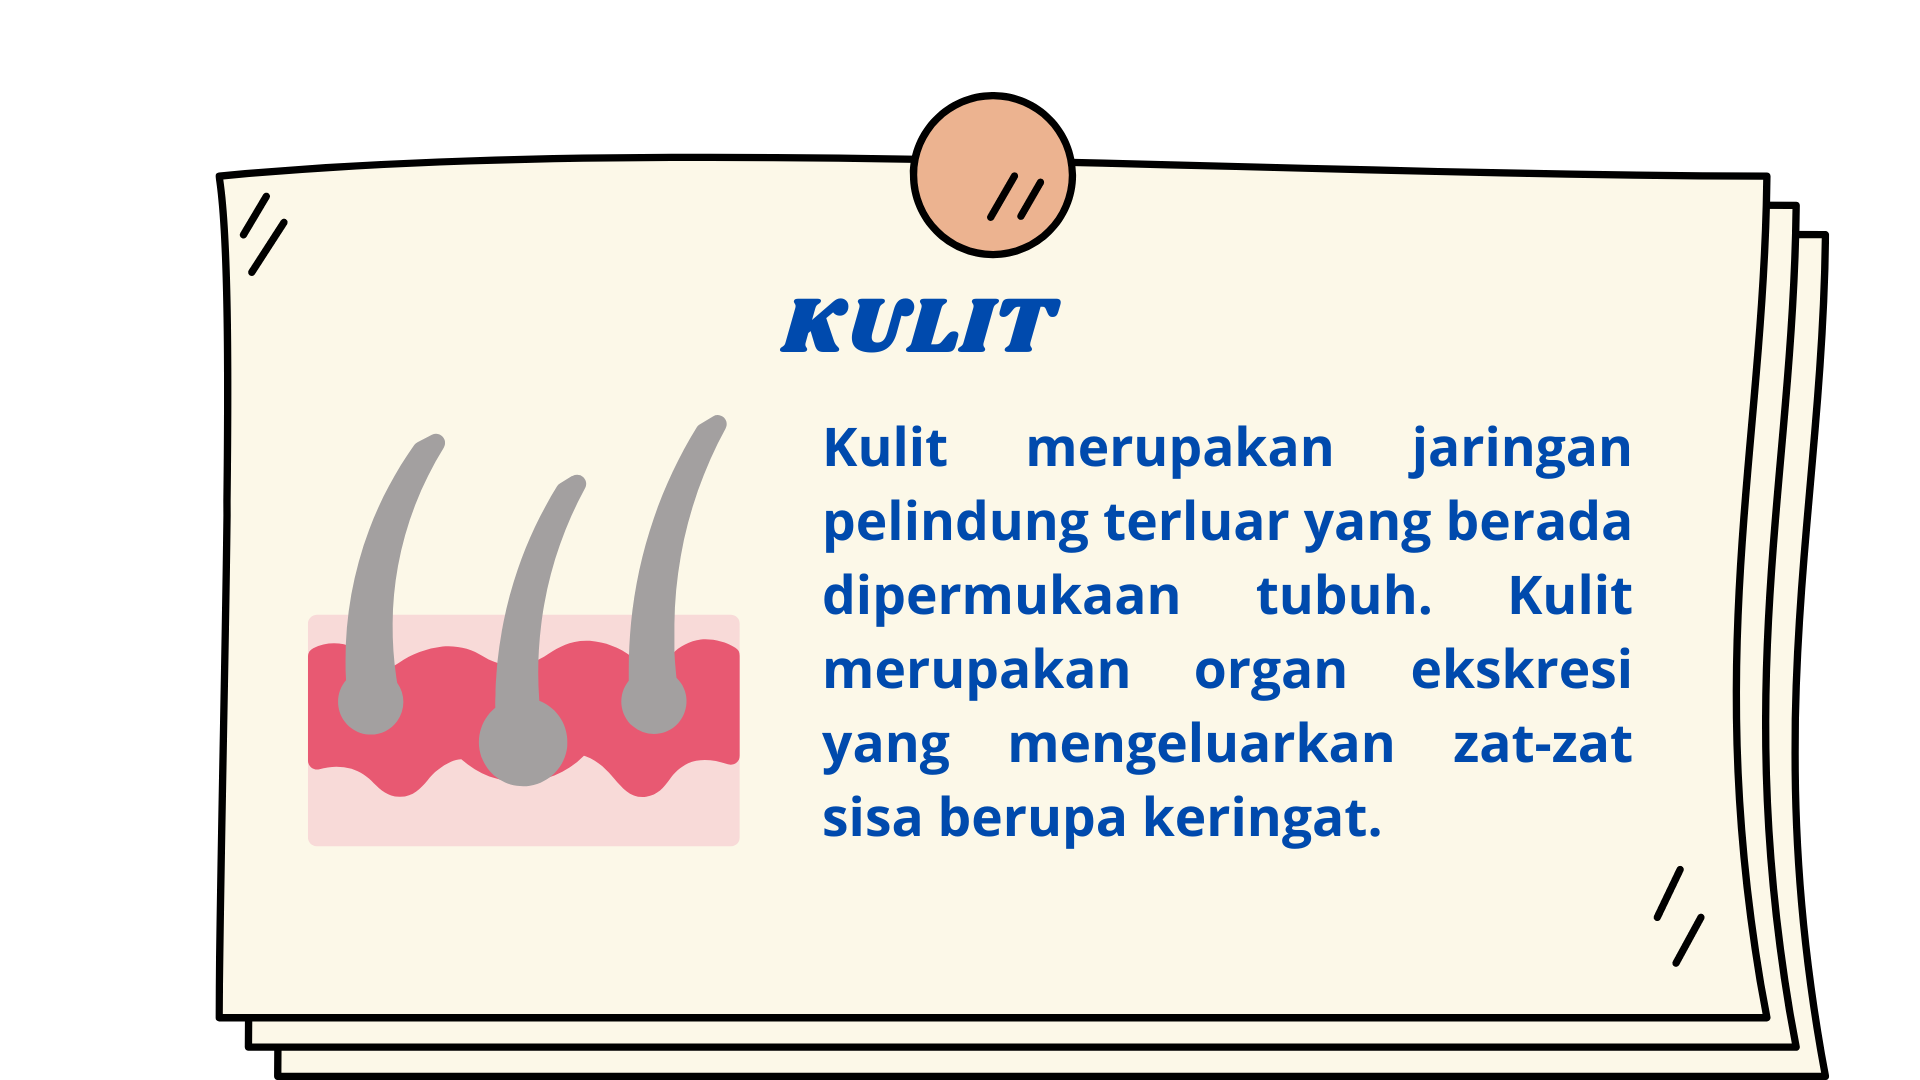 KULIT
Kulit merupakan jaringan
pelindung terluar yang berada
dipermukaan tubuh. Kulit
merupakan organ ekskresi
yang mengeluarkan zat-zat
sisa berupa keringat.